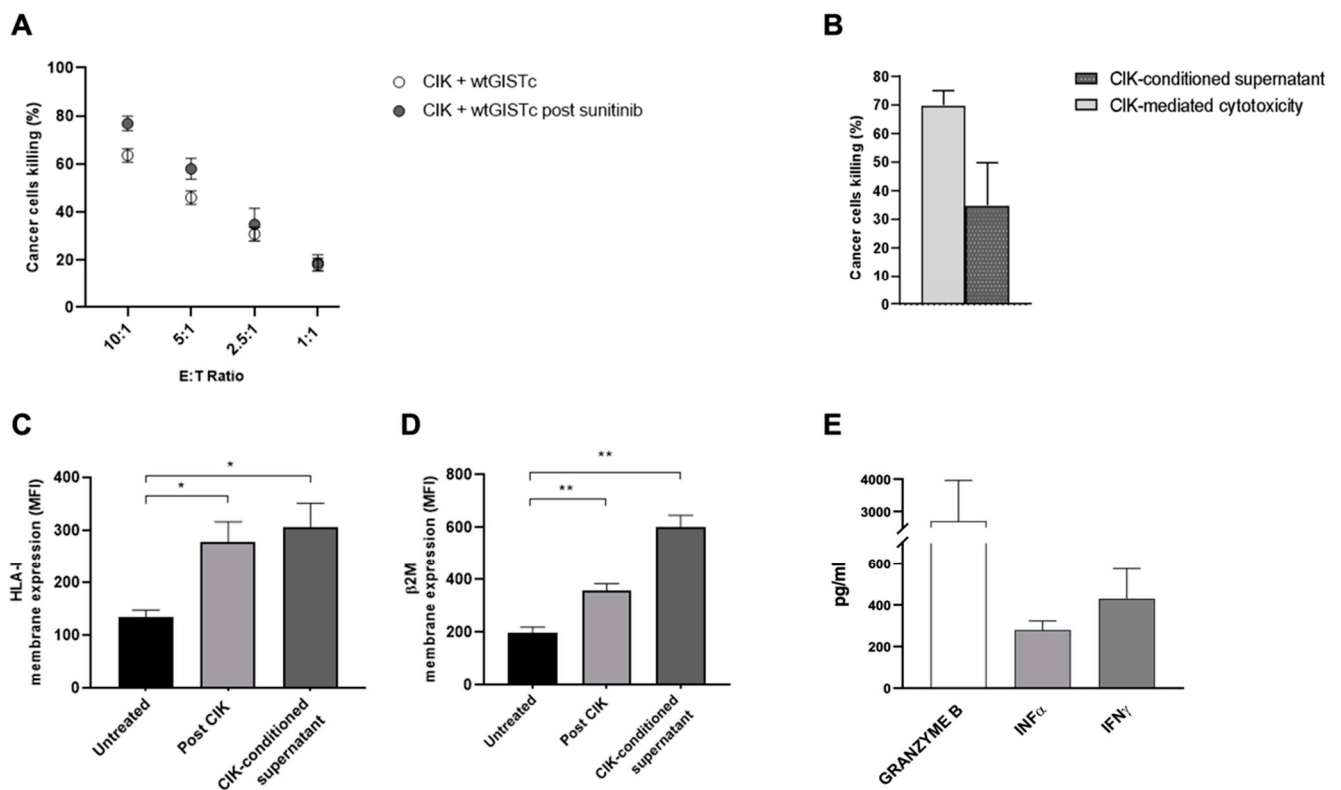 A
Cancer cells killing (%)
100
80
60
40
20
0
10:1
5:1
2.5:1
1:1
E:T Ratio
CIK + wtGISTc
CIK + wtGISTc post sunitinib
B
Cancer cells killing (%)
80
70
60
50
40
30
20
10
0
CIK-conditioned supernatant
CIK-mediated cytotoxicity
C
HLA-I
membrane expression (MFI)
400
300
200
100
0
*
*
Untreated
Post CIK
CIK-conditioned
supernatant
D
β2M
membrane expression (MFI)
800
600
400
200
0
**
**
Untreated
Post CIK
CIK-conditioned
supernatant
E
pg/ml
4000
3000
600
400
200
0
GRANZYME B
INFα
IFNγ